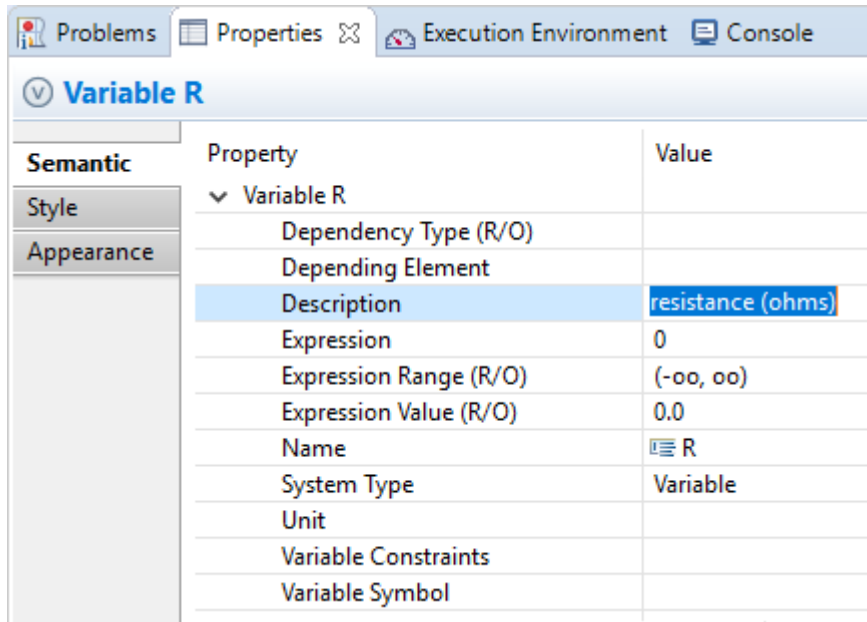 Problems Properties Execution Environment Console
Variable R
Property Value
Semantic
Style
Appearance
Variable R
Dependency Type (R/O)
Depending Element
Description resistance (ohms)
Expression 0
Expression Range (R/O) (-oo, oo)
Expression Value (R/O) 0.0
Name R
System Type Variable
Unit
Variable Constraints
Variable Symbol